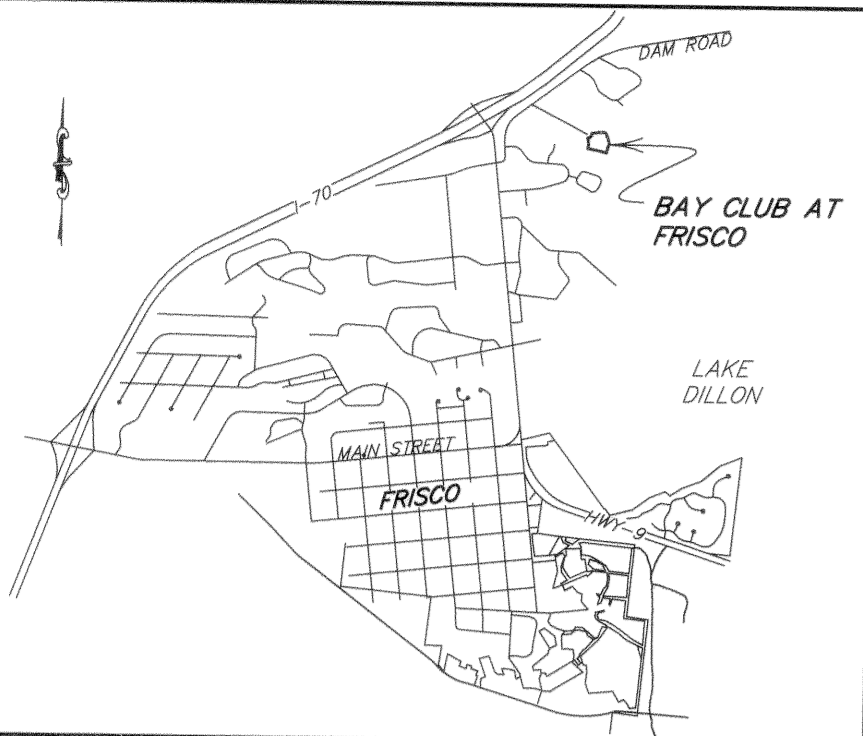 DAM ROAD
I-70
BAY CLUB AT
FRISCO
LAKE
DILLON
MAIN STREET
FRISCO
HWY-9